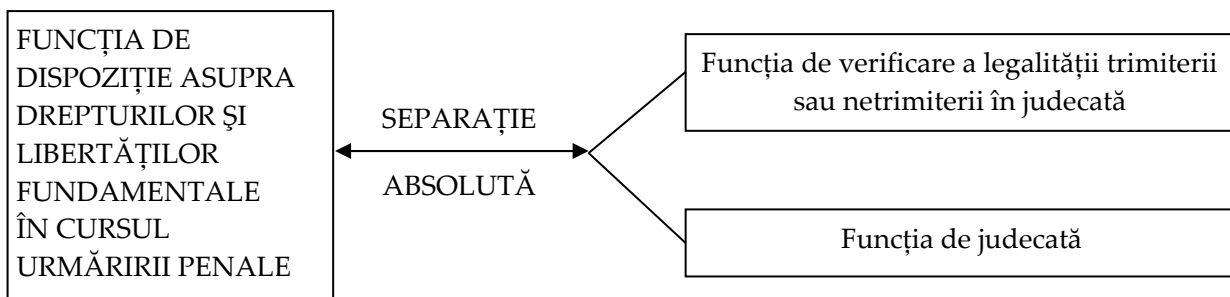 FUNCȚIA DE
DISPOZIȚIE ASUPRA
DREPTURILOR ŞI
LIBERTĂȚILOR
FUNDAMENTALE
ÎN CURSUL
URMĂRIRII PENALE
SEPARAȚIE
ABSOLUTĂ
Funcția de verificare a legalității trimiterii
sau netrimiterii în judecată
Funcția de judecată